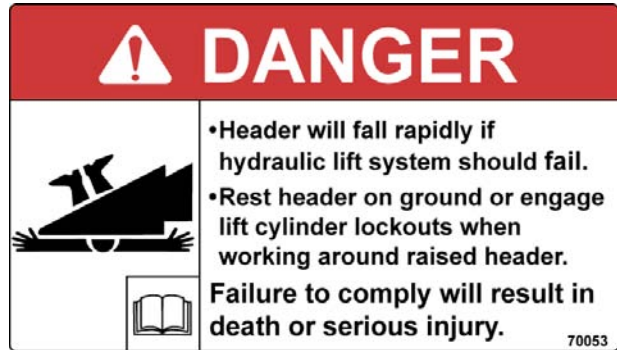 DANGER
•Header will fall rapidly if
hydraulic lift system should fail.
•Rest header on ground or engage
lift cylinder lockouts when
working around raised header.
Failure to comply will result in
death or serious injury.
70053